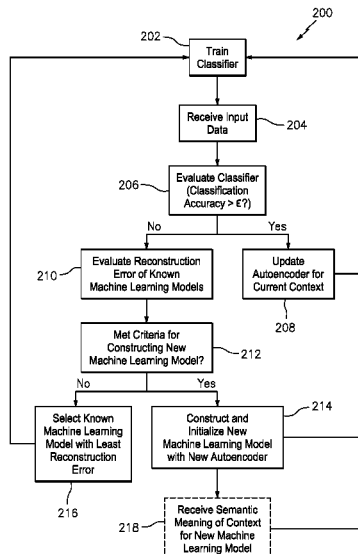 200
202
Train
Classifier
Receive Input
Data
204
206
Evaluate Classifier
(Classification
Accuracy > €?)
No
Yes
210
Evaluate Reconstruction
Error of Known
Machine Learning Models
Update
Autoencoder for
Current Context
208
Met Criteria for
Constructing New
Machine Learning Model?
212
No
Yes
Select Known
Machine Learning
Model with Least
Reconstruction
Error
216
Construct and
Initialize New
Machine Learning Model
with New Autoencoder
214
218
Receive Semantic
Meaning of Context
for New Machine
Learning Model